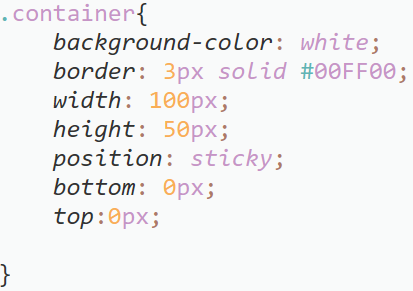 .container{
background-color: white;
border: 3px solid #00FF00;
width: 100px;
height: 50px;
position: sticky;
bottom: 0px;
top:0px;
}